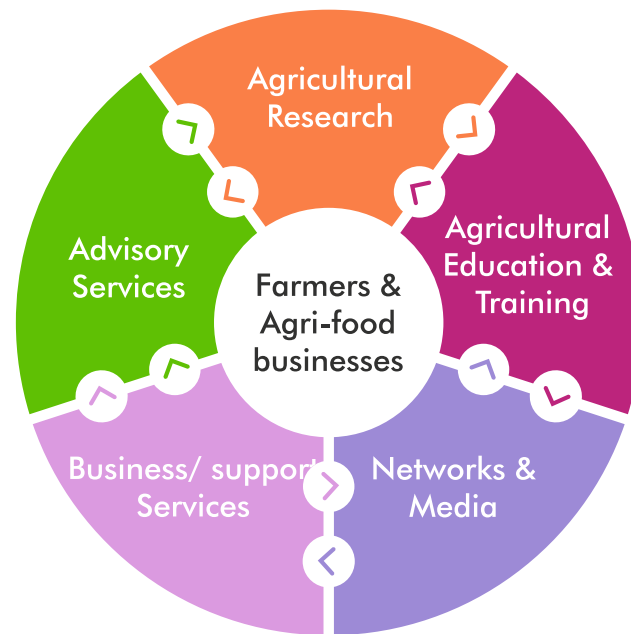 Agricultural
Research
Agricultural
Education &
Training
Advisory
Services
Farmers &
Agri-food
businesses
Business/ support
Services
Networks &
Media